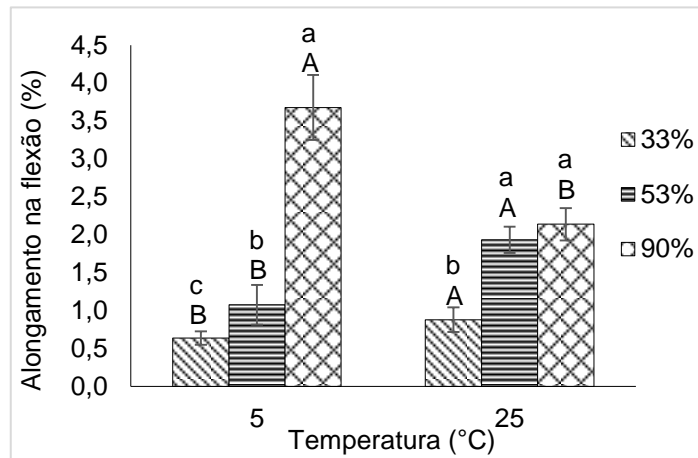 Alongamento na flexão (%)
4,5
4,0
3,5
3,0
2,5
2,0
1,5
1,0
0,5
0,0
c
B
b
B
a
A
b
A
a
A
a
B
5
25
Temperatura (°C)
33%
53%
90%